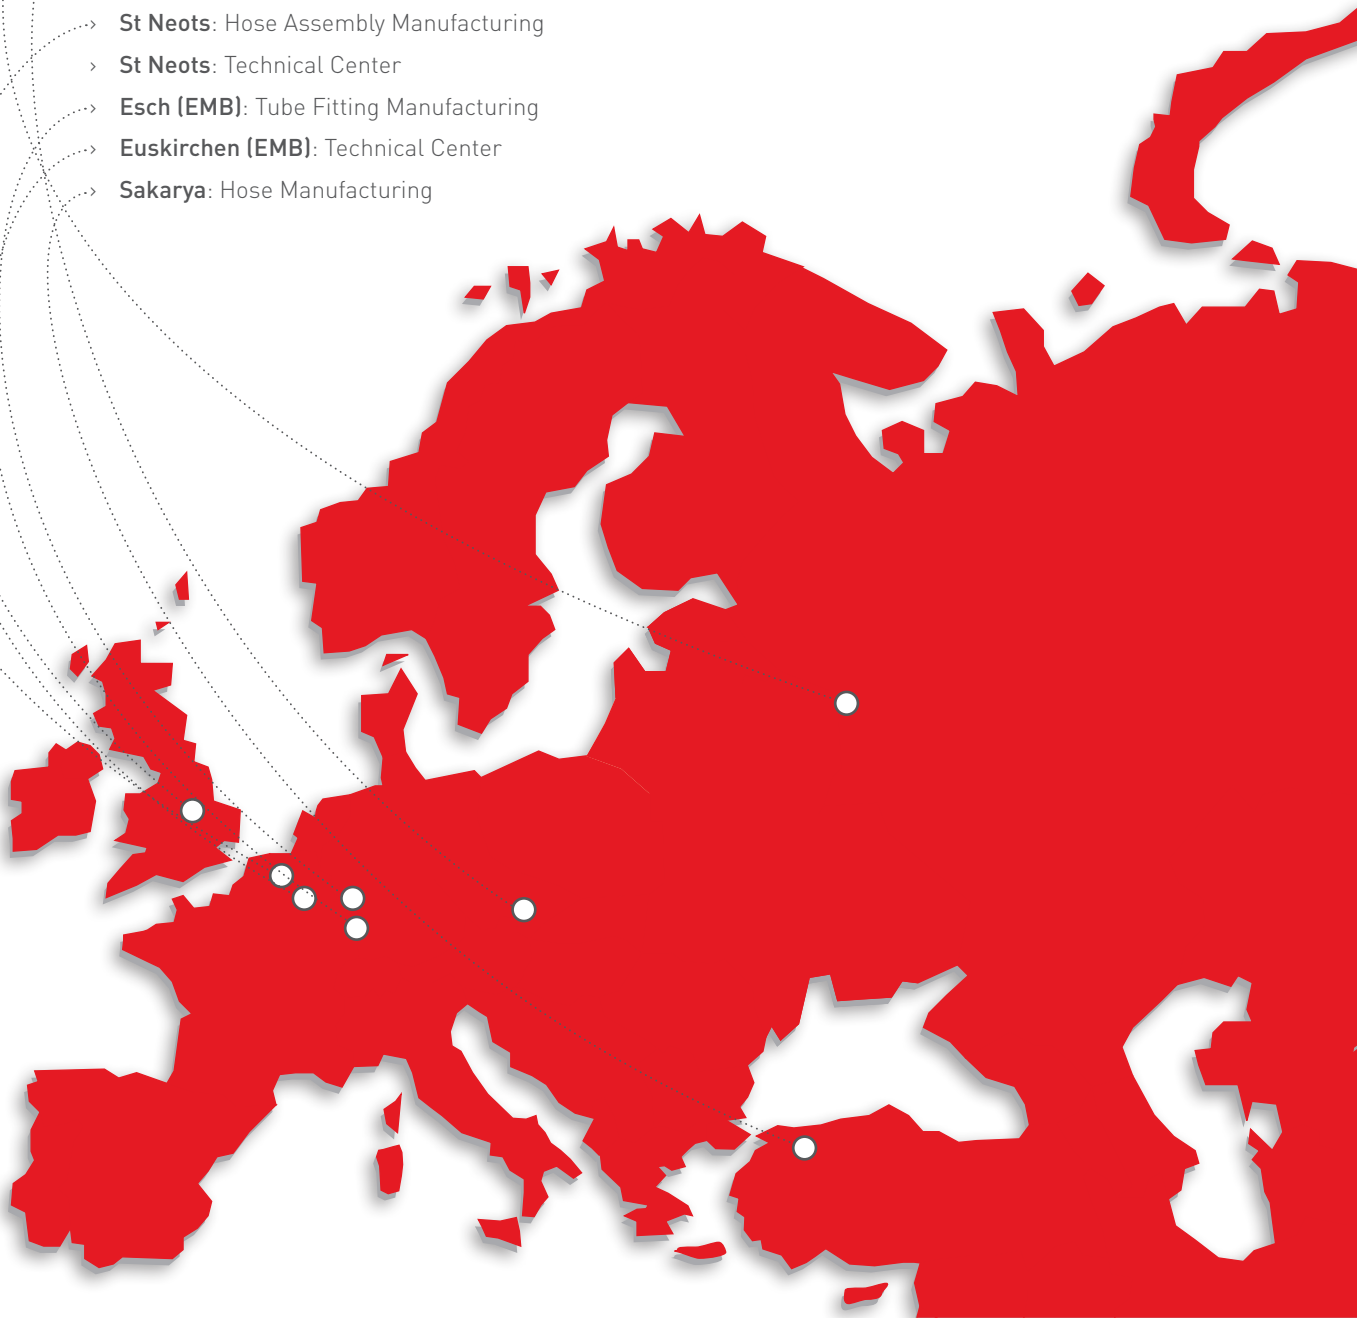 › St Neots: Hose Assembly Manufacturing
› St Neots: Technical Center
› Esch (EMB): Tube Fitting Manufacturing
› Euskirchen (EMB): Technical Center
› Sakarya: Hose Manufacturing